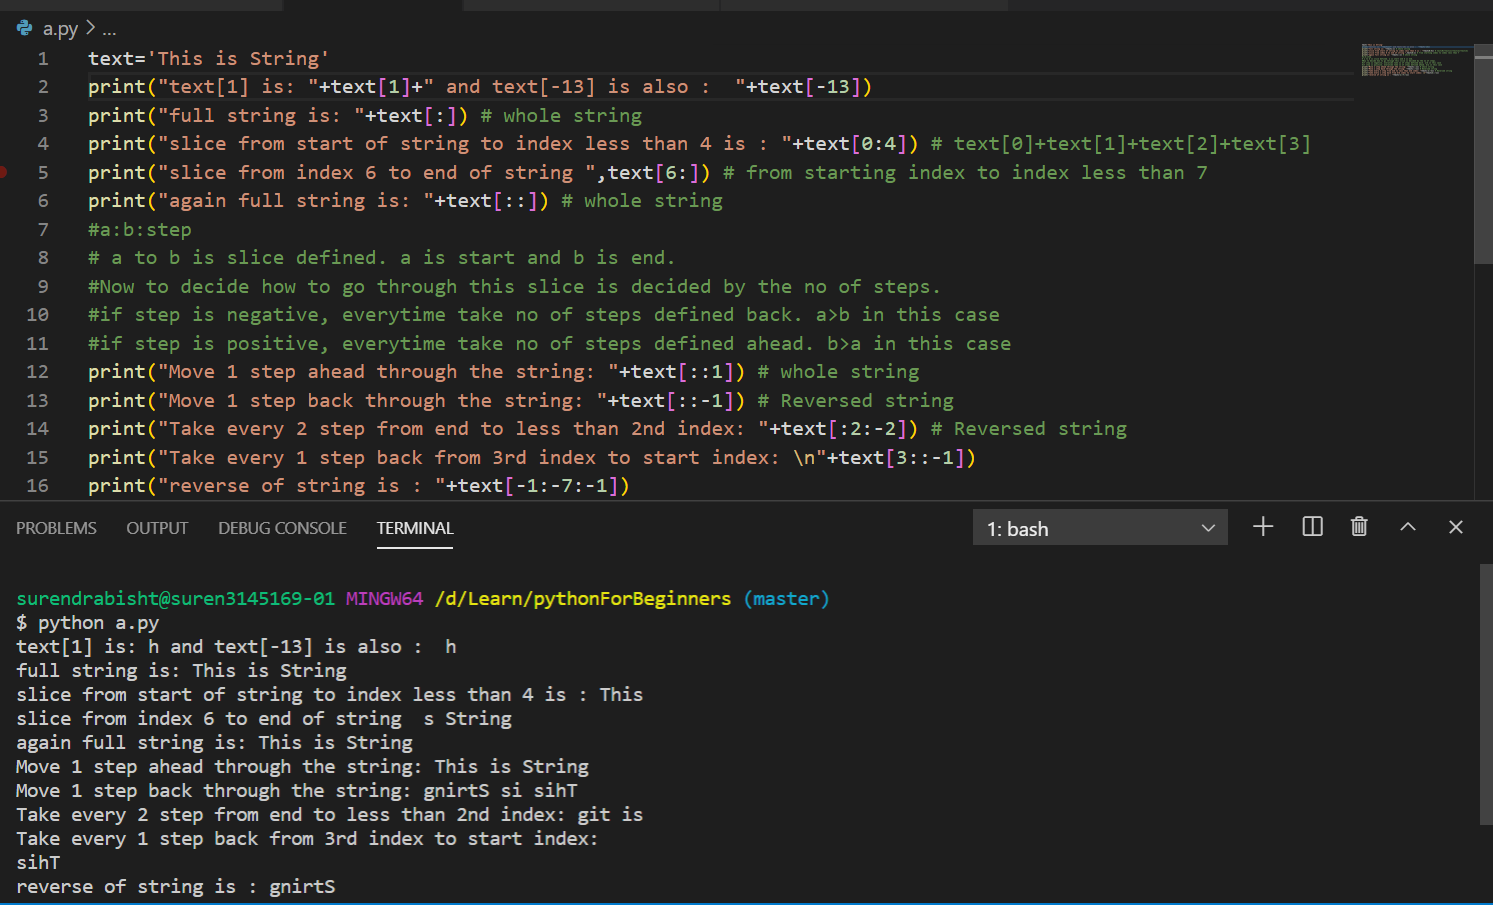 a.py > ...
1 text='This is String'
2 print("text[1] is: "+text[1]+" and text[-13] is also :  "+text[-13])
3 print("full string is: "+text[:]) # whole string
4 print("slice from start of string to index less than 4 is : "+text[0:4]) # text[0]+text[1]+text[2]+text[3]
5 print("slice from index 6 to end of string ",text[6:]) # from starting index to index less than 7
6 print("again full string is: "+text[::]) # whole string
7 #a:b:step
8 # a to b is slice defined. a is start and b is end.
9 #Now to decide how to go through this slice is decided by the no of steps.
10 #if step is negative, everytime take no of steps defined back. a>b in this case
11 #if step is positive, everytime take no of steps defined ahead. b>a in this case
12 print("Move 1 step ahead through the string: "+text[::1]) # whole string
13 print("Move 1 step back through the string: "+text[::-1]) # Reversed string
14 print("Take every 2 step from end to less than 2nd index: "+text[:2:-2]) # Reversed string
15 print("Take every 1 step back from 3rd index to start index: \n"+text[3::-1])
16 print("reverse of string is : "+text[-1:-7:-1])
PROBLEMS OUTPUT DEBUG CONSOLE TERMINAL 1: bash
surendrabisht@suren3145169-01 MINGW64 /d/Learn/pythonForBeginners (master)
$ python a.py
text[1] is: h and text[-13] is also :  h
full string is: This is String
slice from start of string to index less than 4 is : This
slice from index 6 to end of string  s String
again full string is: This is String
Move 1 step ahead through the string: This is String
Move 1 step back through the string: gnirtS si sihT
Take every 2 step from end to less than 2nd index: git is
Take every 1 step back from 3rd index to start index:
sihT
reverse of string is : gnirtS